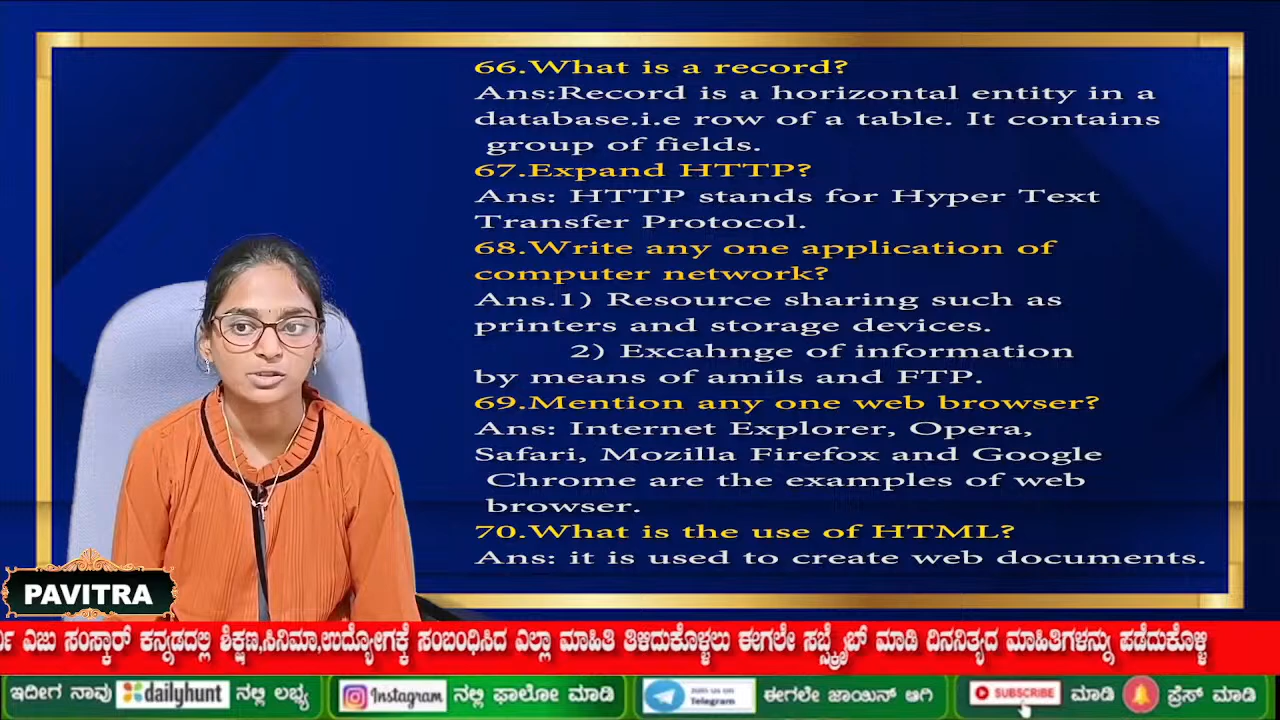 66.What is a record?
Ans:Record is a horizontal entity in a
database.i.e row of a table. It contains
group of fields.
67.Expand HTTP?
Ans: HTTP stands for Hyper Text
Transfer Protocol.
68.Write any one application of
computer network?
Ans.1) Resource sharing such as
printers and storage devices.
2) Excahnge of information
by means of amils and FTP.
69.Mention any one web browser?
Ans: Internet Explorer, Opera,
Safari, Mozilla Firefox and Google
Chrome are the examples of web
browser.
70.What is the use of HTML?
Ans: it is used to create web documents.
PAVITRA
ಎಜು ಸಂಸ್ಕಾರ್ ಕನ್ನಡದಲ್ಲಿ ಶಿಕ್ಷಣ,ಸಿನಿಮಾ,ಉದ್ಯೋಗಕ್ಕೆ ಸಂಬಂಧಿಸಿದ ಎಲ್ಲಾ ಮಾಹಿತಿ ತಿಳಿದುಕೊಳ್ಳಲು ಈಗಲೇ ಸಬ್ಸ್ಕ್ರೈಬ್ ಮಾಡಿ ದಿನನಿತ್ಯದ ಮಾಹಿತಿಗಳನ್ನು ಪಡೆದುಕೊಳ್ಳಿ
ಇದೀಗ ನಾವು dailyhunt ನಲ್ಲಿ ಲಭ್ಯ Instagram ನಲ್ಲಿ ಫಾಲೋ ಮಾಡಿ Join us on Telegram ಈಗಲೇ ಜಾಯಿನ್ ಆಗಿ SUBSCRIBE ಮಾಡಿ ಪ್ರೆಸ್ ಮಾಡಿ